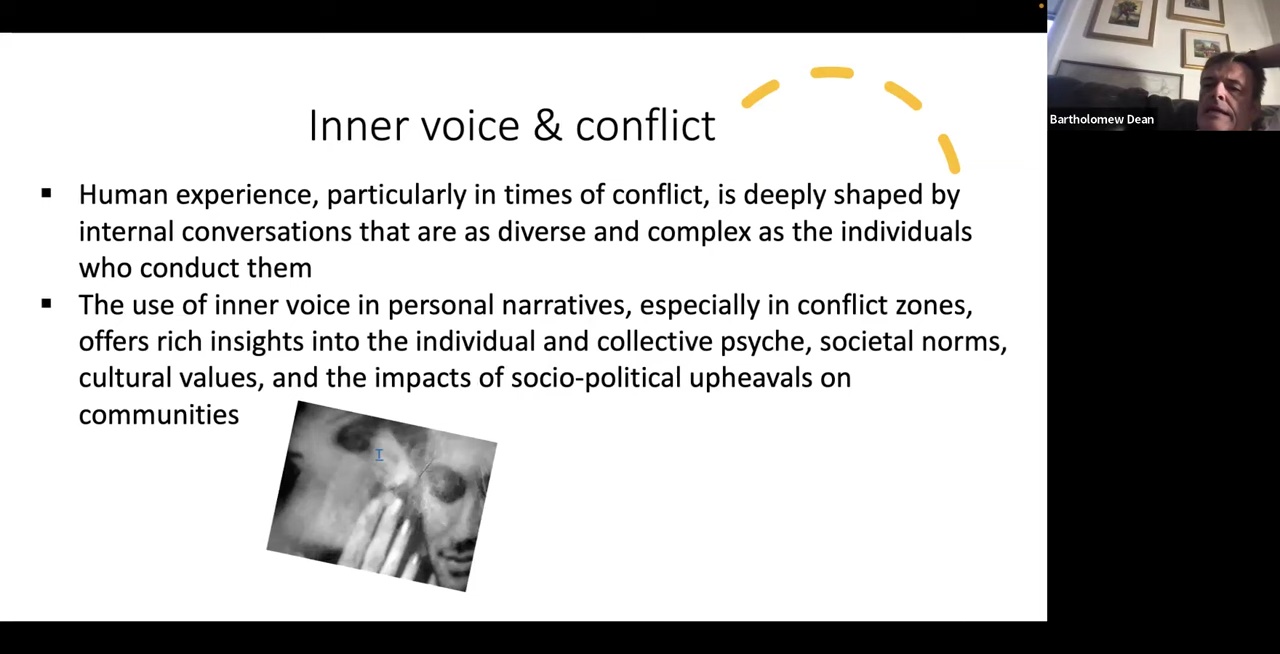 Inner voice & conflict
Bartholomew Dean
▪ Human experience, particularly in times of conflict, is deeply shaped by
internal conversations that are as diverse and complex as the individuals
who conduct them
▪ The use of inner voice in personal narratives, especially in conflict zones,
offers rich insights into the individual and collective psyche, societal norms,
cultural values, and the impacts of socio-political upheavals on
communities
T